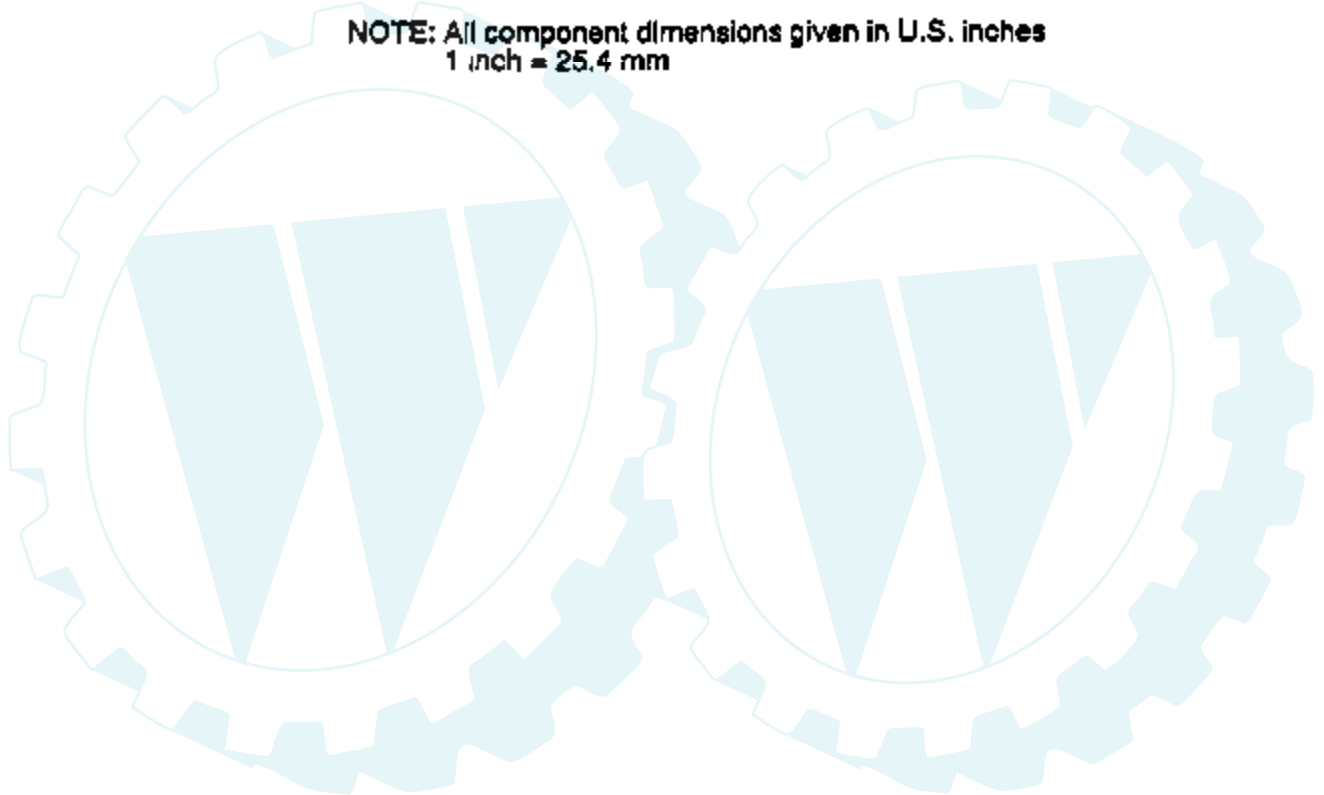 NOTE: All component dimensions given in U.S. inches
1 inch = 25.4 mm